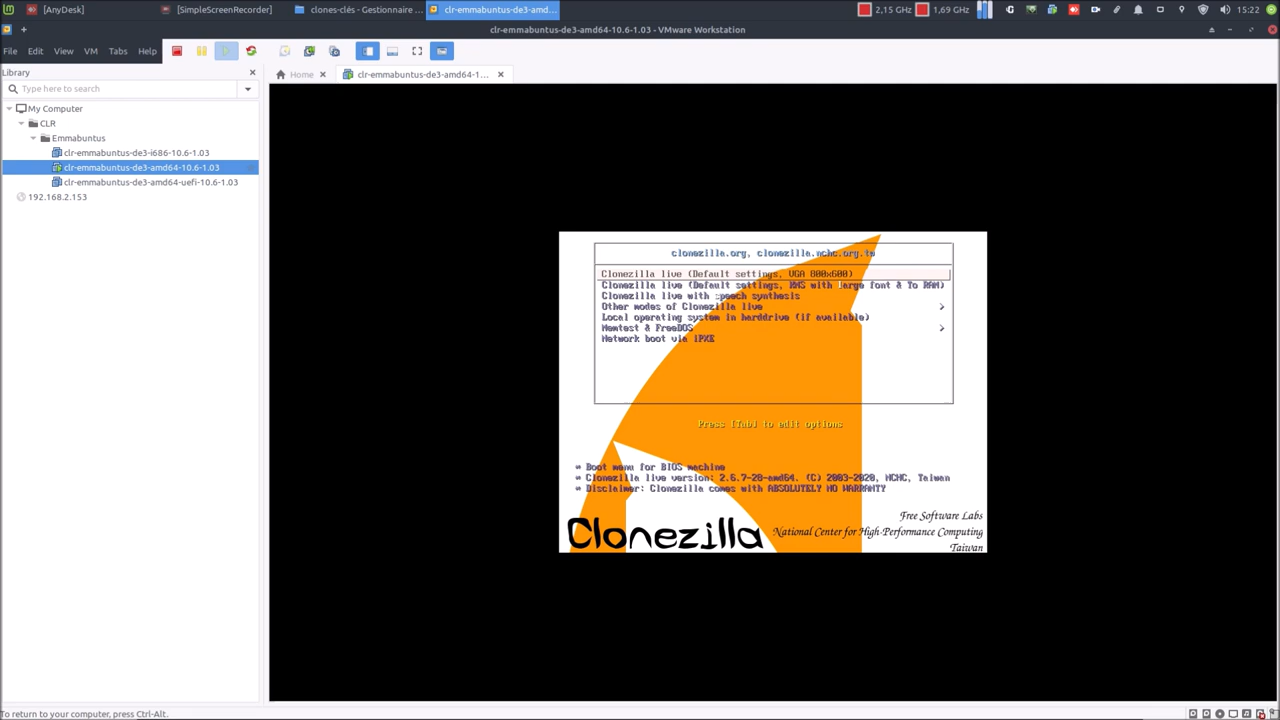 [AnyDesk]
[SimpleScreenRecorder]
clones-clés - Gestionnaire ...
clr-emmabuntus-de3-amd...
2,15 GHz
1,69 GHz
15:22
clr-emmabuntus-de3-amd64-10.6-1.03 - VMware Workstation
File Edit View VM Tabs Help
Library
Home
clr-emmabuntus-de3-amd64-1...
Type here to search
My Computer
CLR
Emmabuntus
clr-emmabuntus-de3-i686-10.6-1.03
clr-emmabuntus-de3-amd64-10.6-1.03
clr-emmabuntus-de3-amd64-uefi-10.6-1.03
192.168.2.153
clonezilla.org, clonezilla.nchc.org.tw
Clonezilla live (Default settings, VGA 800x600)
Clonezilla live (Default settings, KMS with large font & To RAM)
Clonezilla live with speech synthesis
Other modes of Clonezilla live >
Local operating system in harddrive (if available)
Memtest & FreeDOS >
Network boot via iPXE
Press [Tab] to edit options
* Boot menu for BIOS machine
* Clonezilla live version: 2.6.7-28-amd64. (C) 2003-2020, NCHC, Taiwan
* Disclaimer: Clonezilla comes with ABSOLUTELY NO WARRANTY
Clonezilla
Free Software Labs
National Center for High-Performance Computing
Taiwan
To return to your computer, press Ctrl-Alt.